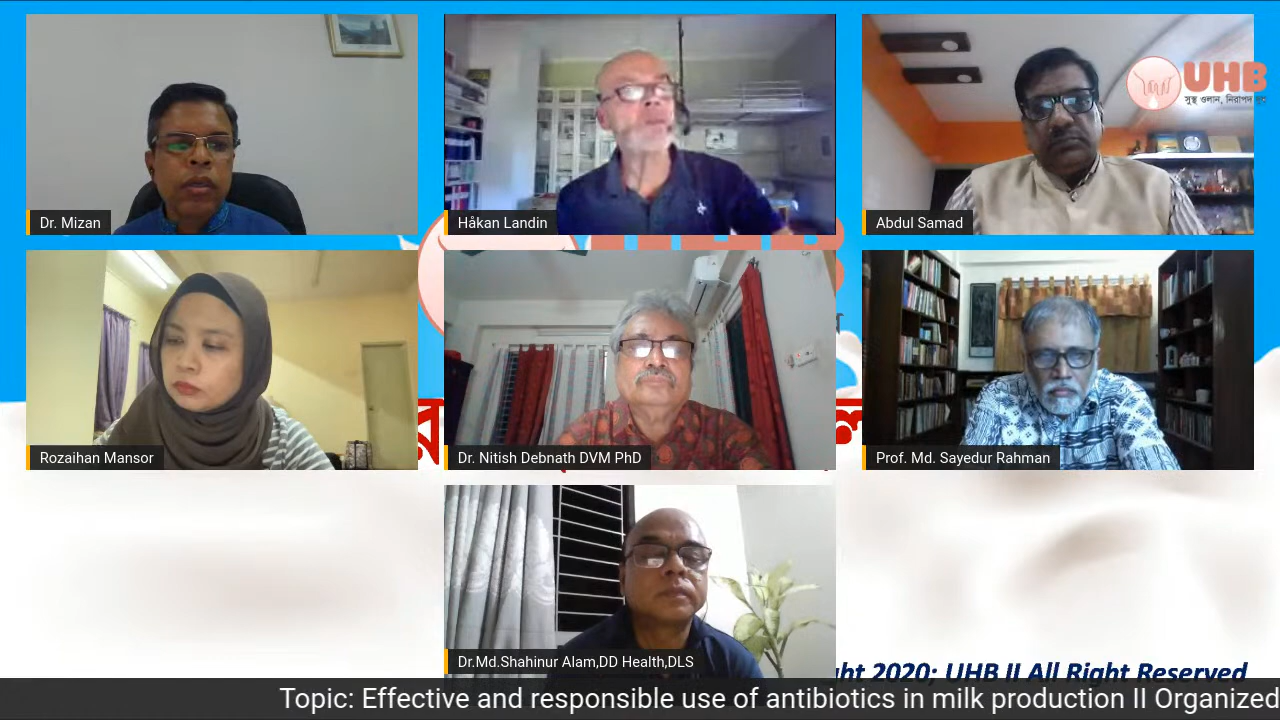 UHB
সুস্থ ওলান, নিরাপদ দুধ
Dr. Mizan
Håkan Landin
Abdul Samad
Rozaihan Mansor
Dr. Nitish Debnath DVM PhD
Prof. Md. Sayedur Rahman
Dr.Md.Shahinur Alam,DD Health,DLS
ght 2020; UHB II All Right Reserved
Topic: Effective and responsible use of antibiotics in milk production II Organized